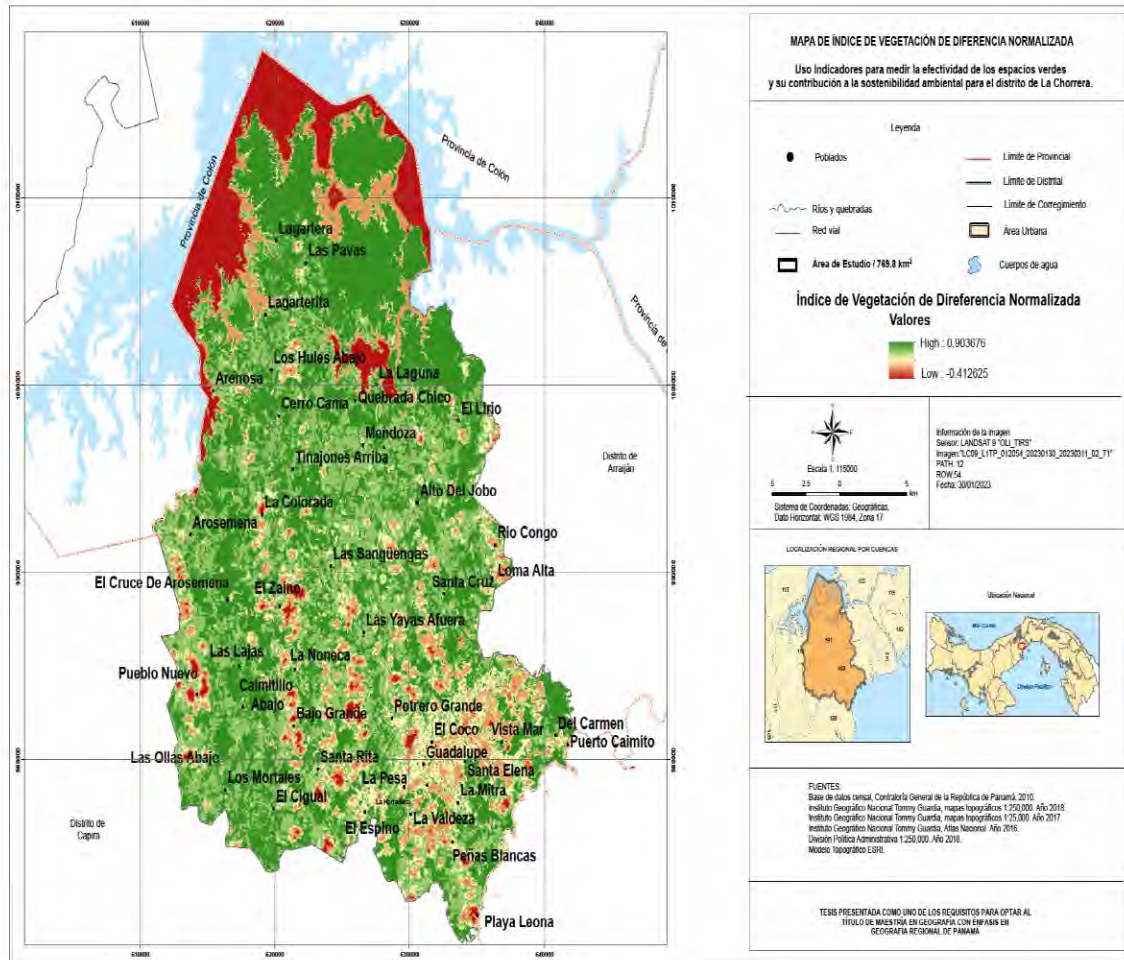 MAPA DE ÍNDICE DE VEGETACIÓN DE DIFERENCIA NORMALIZADA
Uso Indicadores para medir la efectividad de los espacios verdes
y su contribución a la sostenibilidad ambiental para el distrito de La Chorrera.
Leyenda
Poblados
Límite de Provincial
Límite de Distrital
Ríos y quebradas
Límite de Corregimiento
Red vial
Área Urbana
Área de Estudio / 769.8 km²
Cuerpos de agua
Índice de Vegetación de Direferencia Normalizada
Valores
High : 0.903676
Low : -0.412625
Escala 1: 115000
5 2.5 0 5
km
Sistema de Coordenadas: Geográficas,
Dato Horizontal: WGS 1984, Zona 17
Información de la imagen
Sensor: LANDSAT 9 "OLI_TIRS"
Imagen:"LC09_L1TP_012054_20230130_20230311_02_T1"
PATH: 12
ROW:54
Fecha: 30/01/2023
LOCALIZACIÓN REGIONAL POR CUENCAS
Ubicación Nacional
FUENTES:
Base de datos censal, Contraloría General de la República de Panamá, 2010.
Instituto Geográfico Nacional Tommy Guardia, mapas topográficos 1:250,000. Año 2018
Instituto Geográfico Nacional Tommy Guardia, mapas topográficos 1:25,000. Año 2017.
Instituto Geográfico Nacional Tommy Guardia, Atlas Nacional. Año 2016.
División Política Administrativa 1:250,000. Año 2018.
Modelo Topográfico ESRI.
TESIS PRESENTADA COMO UNO DE LOS REQUISITOS PARA OPTAR AL
TÍTULO DE MAESTRÍA EN GEOGRAFÍA CON ÉNFASIS EN
GEOGRAFÍA REGIONAL DE PANAMÁ
Provincia de Colón
Provincia de Colón
Provincia de
Distrito de
Arraiján
Distrito de
Capira
Lagartera
Las Pavas
Lagarterita
Los Hules Abajo
Arenosa
La Laguna
Cerro Cama
Quebrada Chico
El Lirio
Mendoza
Tinajones Arriba
La Colorada
Alto Del Jobo
Arosemena
Rio Congo
Las Sanguengas
Loma Alta
El Cruce De Arosemena
El Zaino
Santa Cruz
Las Yayas Afuera
Las Lajas
La Noneca
Pueblo Nuevo
Caimitillo
Abajo
Bajo Grande
Potrero Grande
El Coco
Vista Mar
Del Carmen
Puerto Caimito
Las Ollas Abajo
Santa Rita
Guadalupe
Santa Elena
Los Mortales
La Pesa
La Mitra
El Cigual
La Valdeza
El Espino
Peñas Blancas
Playa Leona